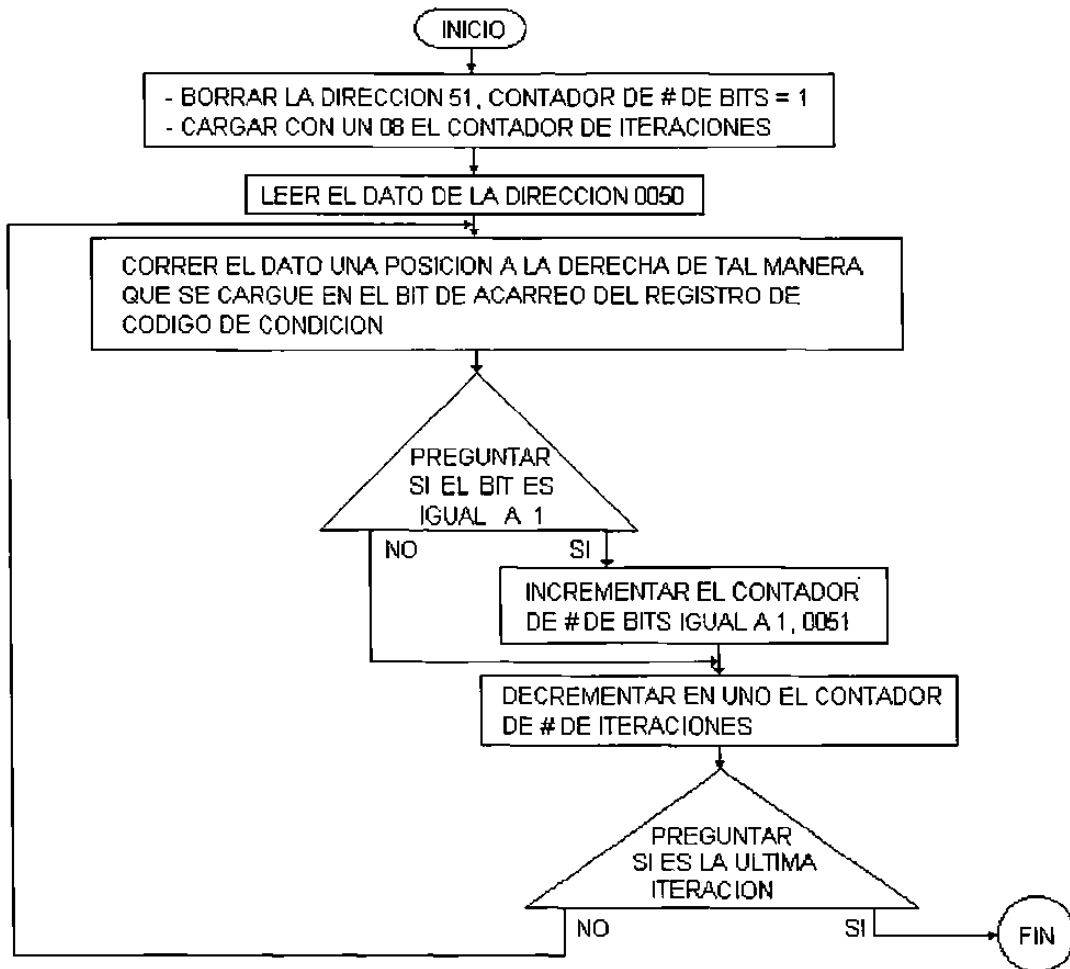 INICIO
- BORRAR LA DIRECCION 51, CONTADOR DE # DE BITS = 1
- CARGAR CON UN 08 EL CONTADOR DE ITERACIONES
LEER EL DATO DE LA DIRECCION 0050
CORRER EL DATO UNA POSICION A LA DERECHA DE TAL MANERA
QUE SE CARGUE EN EL BIT DE ACARREO DEL REGISTRO DE
CODIGO DE CONDICION
PREGUNTAR
SI EL BIT ES
IGUAL A 1
NO
SI
INCREMENTAR EL CONTADOR
DE # DE BITS IGUAL A 1, 0051
DECREMENTAR EN UNO EL CONTADOR
DE # DE ITERACIONES
PREGUNTAR
SI ES LA ULTIMA
ITERACION
NO
SI
FIN